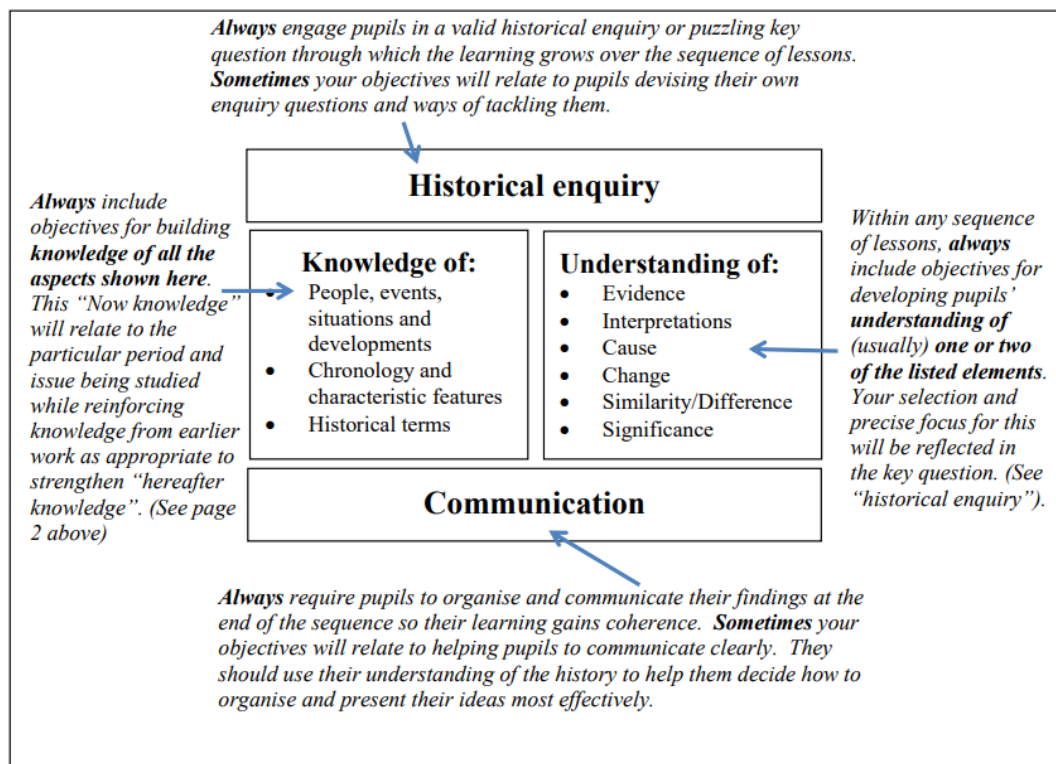 Always engage pupils in a valid historical enquiry or puzzling key
question through which the learning grows over the sequence of lessons.
Sometimes your objectives will relate to pupils devising their own
enquiry questions and ways of tackling them.
Historical enquiry
Always include
objectives for building
knowledge of all the
aspects shown here.
This “Now knowledge”
will relate to the
particular period and
issue being studied
while reinforcing
knowledge from earlier
work as appropriate to
strengthen “hereafter
knowledge”. (See page
2 above)
Knowledge of:
• People, events,
situations and
developments
• Chronology and
characteristic features
• Historical terms
Understanding of:
• Evidence
• Interpretations
• Cause
• Change
• Similarity/Difference
• Significance
Within any sequence
of lessons, always
include objectives for
developing pupils’
understanding of
(usually) one or two
of the listed elements.
Your selection and
precise focus for this
will be reflected in
the key question. (See
“historical enquiry”).
Communication
Always require pupils to organise and communicate their findings at the
end of the sequence so their learning gains coherence. Sometimes your
objectives will relate to helping pupils to communicate clearly. They
should use their understanding of the history to help them decide how to
organise and present their ideas most effectively.